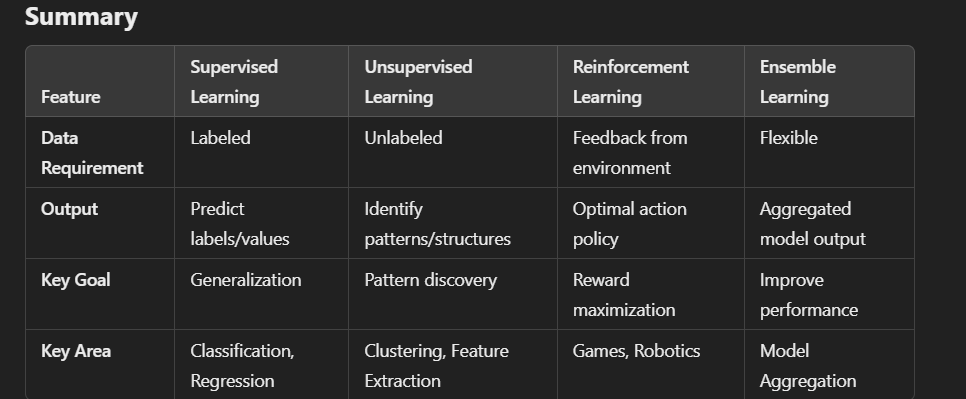 Summary
Feature
Supervised
Learning
Unsupervised
Learning
Reinforcement
Learning
Ensemble
Learning
Data
Requirement
Labeled
Unlabeled
Feedback from
environment
Flexible
Output
Predict
labels/values
Identify
patterns/structures
Optimal action
policy
Aggregated
model output
Key Goal
Generalization
Pattern discovery
Reward
maximization
Improve
performance
Key Area
Classification,
Regression
Clustering, Feature
Extraction
Games, Robotics
Model
Aggregation